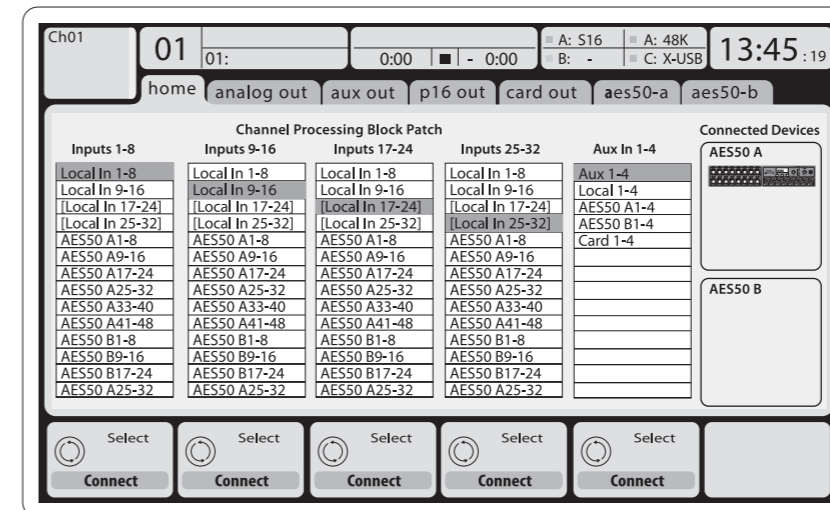 Ch01
01
01:
0:00 - 0:00
A: S16
B: -
A: 48K
C: X-USB
13:45 :19
home
analog out
aux out
p16 out
card out
aes50-a
aes50-b
Channel Processing Block Patch
Connected Devices
Inputs 1-8
Local In 1-8
Local In 9-16
[Local In 17-24]
[Local In 25-32]
AES50 A1-8
AES50 A9-16
AES50 A17-24
AES50 A25-32
AES50 A33-40
AES50 A41-48
AES50 B1-8
AES50 B9-16
AES50 B17-24
AES50 A25-32
Inputs 9-16
Local In 1-8
Local In 9-16
[Local In 17-24]
[Local In 25-32]
AES50 A1-8
AES50 A9-16
AES50 A17-24
AES50 A25-32
AES50 A33-40
AES50 A41-48
AES50 B1-8
AES50 B9-16
AES50 B17-24
AES50 A25-32
Inputs 17-24
Local In 1-8
Local In 9-16
[Local In 17-24]
[Local In 25-32]
AES50 A1-8
AES50 A9-16
AES50 A17-24
AES50 A25-32
AES50 A33-40
AES50 A41-48
AES50 B1-8
AES50 B9-16
AES50 B17-24
AES50 A25-32
Inputs 25-32
Local In 1-8
Local In 9-16
[Local In 17-24]
[Local In 25-32]
AES50 A1-8
AES50 A9-16
AES50 A17-24
AES50 A25-32
AES50 A33-40
AES50 A41-48
AES50 B1-8
AES50 B9-16
AES50 B17-24
AES50 A25-32
Aux In 1-4
Aux 1-4
Local 1-4
AES50 A1-4
AES50 B1-4
Card 1-4
AES50 A
AES50 B
Select
Connect
Select
Connect
Select
Connect
Select
Connect
Select
Connect